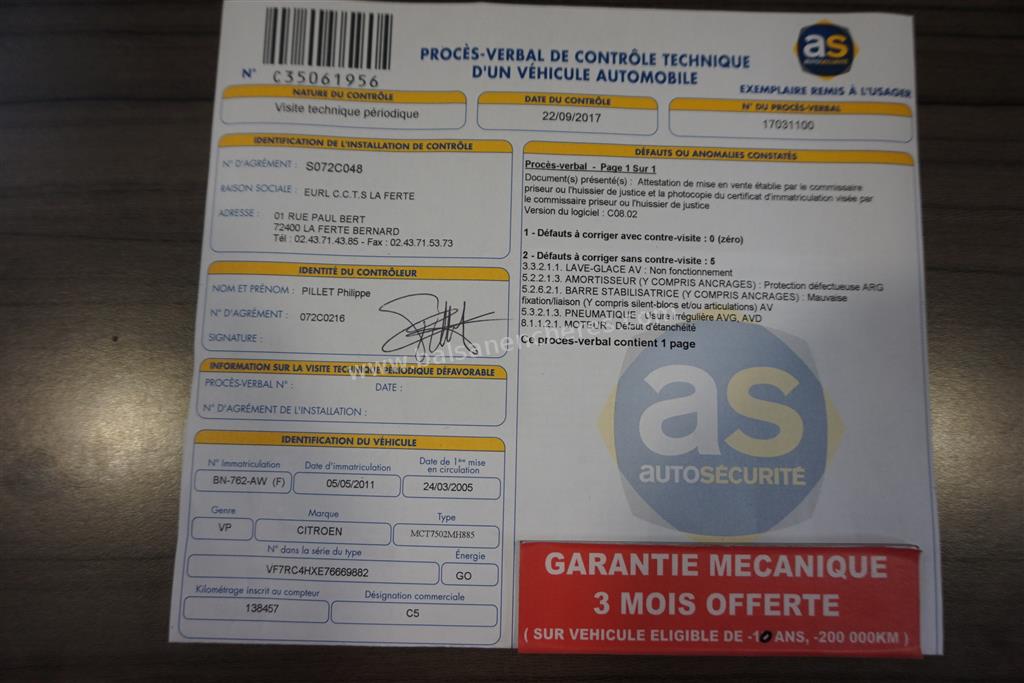 N° C35061956
PROCÈS-VERBAL DE CONTRÔLE TECHNIQUE
D'UN VÉHICULE AUTOMOBILE
as
AUTOSÉCURITÉ
EXEMPLAIRE REMIS À L'USAGER
NATURE DU CONTRÔLE
Visite technique périodique
DATE DU CONTRÔLE
22/09/2017
N° DU PROCÈS-VERBAL
17031100
IDENTIFICATION DE L'INSTALLATION DE CONTRÔLE
N° D'AGRÉMENT : S072C048
RAISON SOCIALE : EURL C.C.T.S LA FERTE
ADRESSE : 01 RUE PAUL BERT
72400 LA FERTE BERNARD
Tél : 02.43.71.43.85 - Fax : 02.43.71.53.73
IDENTITÉ DU CONTRÔLEUR
NOM ET PRÉNOM : PILLET Philippe
N° D'AGRÉMENT : 072C0216
SIGNATURE :
INFORMATION SUR LA VISITE TECHNIQUE PÉRIODIQUE DÉFAVORABLE
PROCÈS-VERBAL N° : DATE :
N° D'AGRÉMENT DE L'INSTALLATION :
IDENTIFICATION DU VÉHICULE
N° Immatriculation Date d'immatriculation Date de 1ère mise
en circulation
BN-762-AW (F) 05/05/2011 24/03/2005
Genre Marque Type
VP CITROEN MCT7502MH885
N° dans la série du type Énergie
VF7RC4HXE76669882 GO
Kilométrage inscrit au compteur Désignation commerciale
138457 C5
DÉFAUTS OU ANOMALIES CONSTATÉS
Procès-verbal - Page 1 Sur 1
Document(s) présenté(s) : Attestation de mise en vente établie par le commissaire
priseur ou l'huissier de justice et la photocopie du certificat d'immatriculation visée par
le commissaire priseur ou l'huissier de justice
Version du logiciel : C08.02
1 - Défauts à corriger avec contre-visite : 0 (zéro)
2 - Défauts à corriger sans contre-visite : 5
3.3.2.1.1. LAVE-GLACE AV : Non fonctionnement
5.2.2.1.3. AMORTISSEUR (Y COMPRIS ANCRAGES) : Protection défectueuse ARG
5.2.6.2.1. BARRE STABILISATRICE (Y COMPRIS ANCRAGES) : Mauvaise
fixation/liaison (Y compris silent-blocs et/ou articulations) AV
5.3.2.1.3. PNEUMATIQUE : Usure irrégulière AVG, AVD
8.1.1.2.1. MOTEUR : Défaut d'étanchéité
Ce procès-verbal contient 1 page
as
AUTOSÉCURITÉ
GARANTIE MECANIQUE
3 MOIS OFFERTE
( SUR VEHICULE ELIGIBLE DE -10 ANS, -200 000KM )